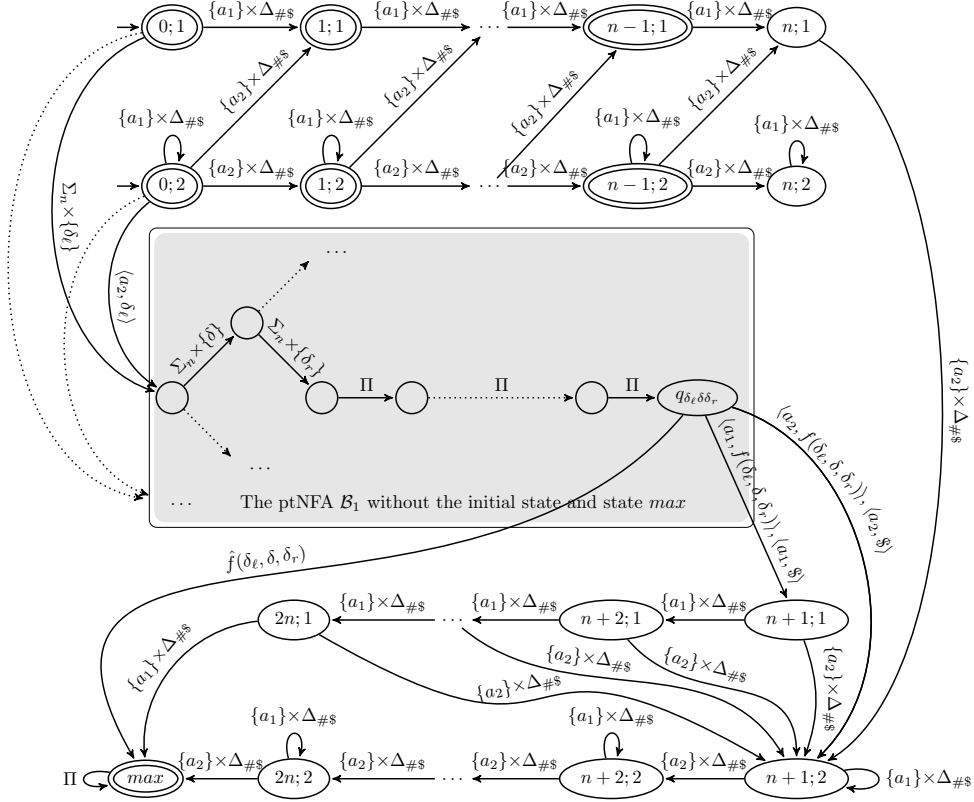 {a₁}×Δ#$ {a₁}×Δ#$ {a₁}×Δ#$ {a₁}×Δ#$
0; 1 1; 1 ··· n−1; 1 n; 1
{a₂}×Δ#$ {a₂}×Δ#$ {a₂}×Δ#$ {a₂}×Δ#$
{a₁}×Δ#$ {a₁}×Δ#$ {a₁}×Δ#$ {a₁}×Δ#$
{a₂}×Δ#$ {a₂}×Δ#$ {a₂}×Δ#$ {a₂}×Δ#$
0; 2 1; 2 ··· n−1; 2 n; 2
Σₙ×{δℓ}
⟨a₂, δℓ⟩
···
Σₙ×{δ} Σₙ×{δᵣ}
Π Π Π
q_{δℓδδᵣ}
{a₂}×Δ#$
···
··· The ptNFA ℬ₁ without the initial state and state max
⟨a₁, f(δℓ, δ, δᵣ)⟩, ⟨a₁, $⟩
⟨a₂, f(δℓ, δ, δᵣ)⟩, ⟨a₂, $⟩
f̂(δℓ, δ, δᵣ)
{a₁}×Δ#$ {a₁}×Δ#$ {a₁}×Δ#$
2n; 1 ··· n+2; 1 n+1; 1
{a₁}×Δ#$
{a₂}×Δ#$ {a₂}×Δ#$ {a₂}×Δ#$ {a₂}×Δ#$
{a₁}×Δ#$ {a₁}×Δ#$
{a₂}×Δ#$ {a₂}×Δ#$ {a₂}×Δ#$ {a₂}×Δ#$
Π max 2n; 2 ··· n+2; 2 n+1; 2 {a₁}×Δ#$